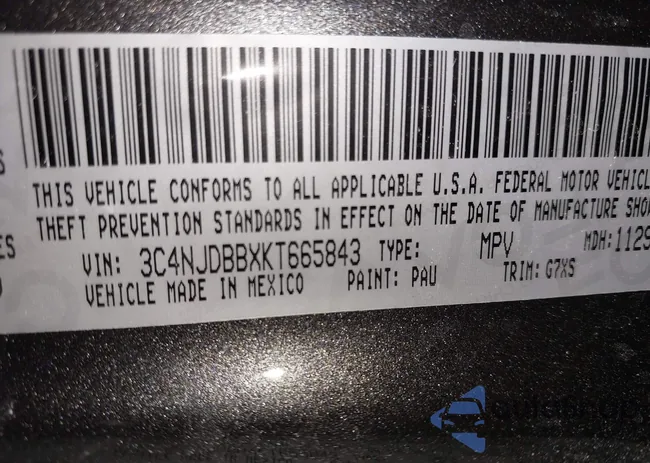 THIS VEHICLE CONFORMS TO ALL APPLICABLE U.S.A. FEDERAL MOTOR VEHICL
THEFT PREVENTION STANDARDS IN EFFECT ON THE DATE OF MANUFACTURE SHO
VIN: 3C4NJDBBXKT665843 TYPE: MPV MDH: 1129
VEHICLE MADE IN MEXICO PAINT: PAU TRIM: G7XS